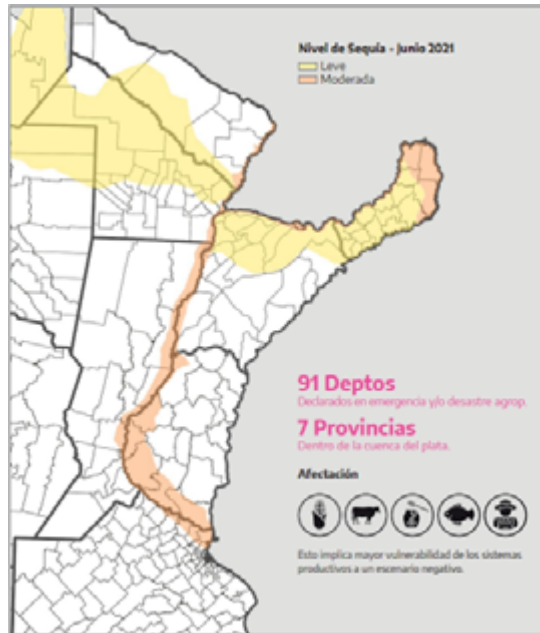 Nivel de Sequía - Junio 2021
Leve
Moderada
91 Deptos
Declarados en emergencia y/o desastre agrop.
7 Provincias
Dentro de la cuenca del plata.
Afectación
Esto implica mayor vulnerabilidad de los sistemas
productivos a un escenario negativo.